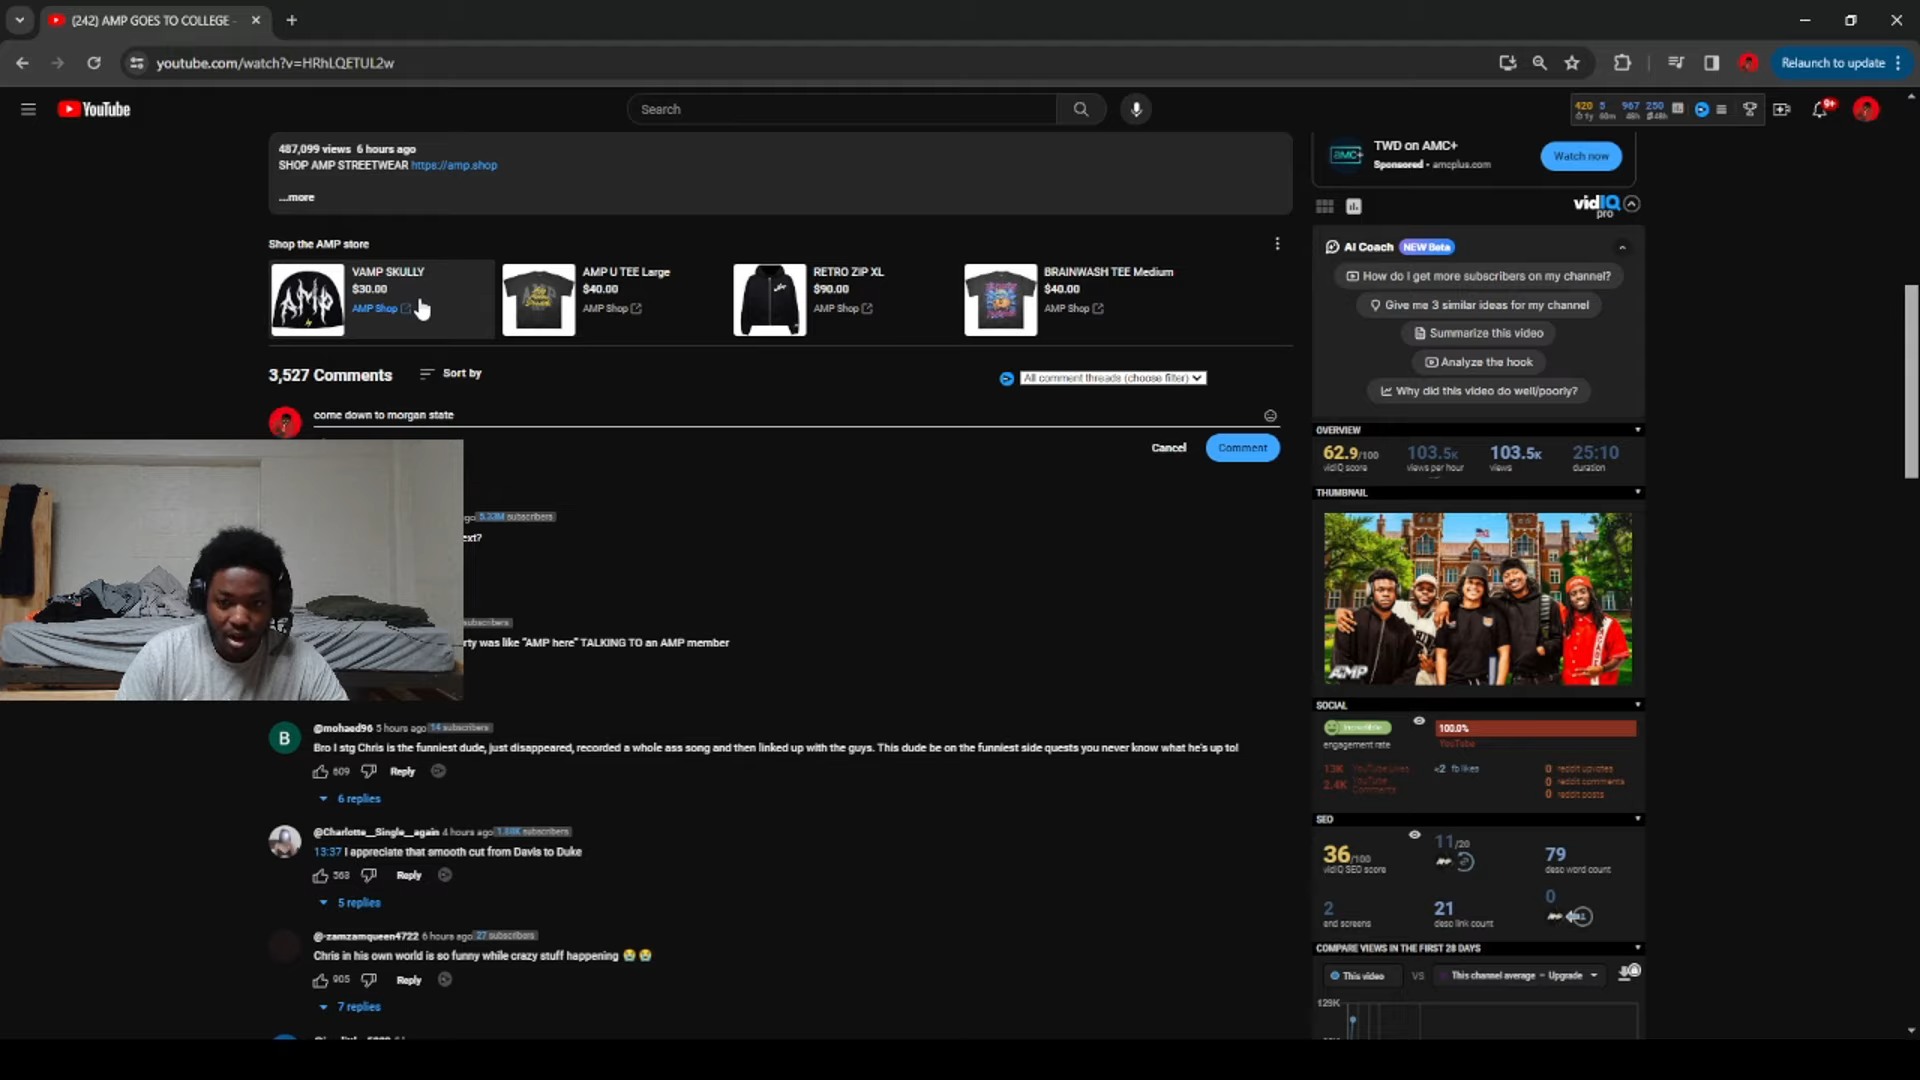 (242) AMP GOES TO COLLEGE -
youtube.com/watch?v=HRhLQETUL2w
Relaunch to update
YouTube
Search
420 5 967 250
1y 60m 48h 48h
9+
487,099 views 6 hours ago
SHOP AMP STREETWEAR https://amp.shop
...more
TWD on AMC+
Sponsored · amcplus.com
Watch now
vidIQ
pro
Shop the AMP store
VAMP SKULLY
$30.00
AMP Shop
AMP U TEE Large
$40.00
AMP Shop
RETRO ZIP XL
$90.00
AMP Shop
BRAINWASH TEE Medium
$40.00
AMP Shop
AI Coach NEW Beta
How do I get more subscribers on my channel?
Give me 3 similar ideas for my channel
Summarize this video
Analyze the hook
Why did this video do well/poorly?
3,527 Comments
Sort by
All comment threads (choose filter)
come down to morgan state
Cancel
Comment
go 5.33M subscribers
ext?
subscribers
rty was like “AMP here” TALKING TO an AMP member
@mohaed96 5 hours ago 14 subscribers
Bro I stg Chris is the funniest dude, just disappeared, recorded a whole ass song and then linked up with the guys. This dude be on the funniest side quests you never know what he's up to!
609 Reply
6 replies
@Charlotte__Single__again 4 hours ago 1.88K subscribers
13:37 I appreciate that smooth cut from Davis to Duke
563 Reply
5 replies
@-zamzamqueen4722 6 hours ago 27 subscribers
Chris in his own world is so funny while crazy stuff happening 😭 😭
905 Reply
7 replies
OVERVIEW
62.9/100 103.5K 103.5K 25:10
vidIQ score views per hour views duration
THUMBNAIL
AMP
SOCIAL
100.0%
engagement rate YouTube
13K YouTube Likes
2.4K YouTube Comments
<2 fb likes
0 reddit upvotes
0 reddit comments
0 reddit posts
SEO
36/100 11/20 79
vidIQ SEO score desc word count
2 21 0
end screens desc link count
COMPARE VIEWS IN THE FIRST 28 DAYS
This video VS This channel average – Upgrade
129K